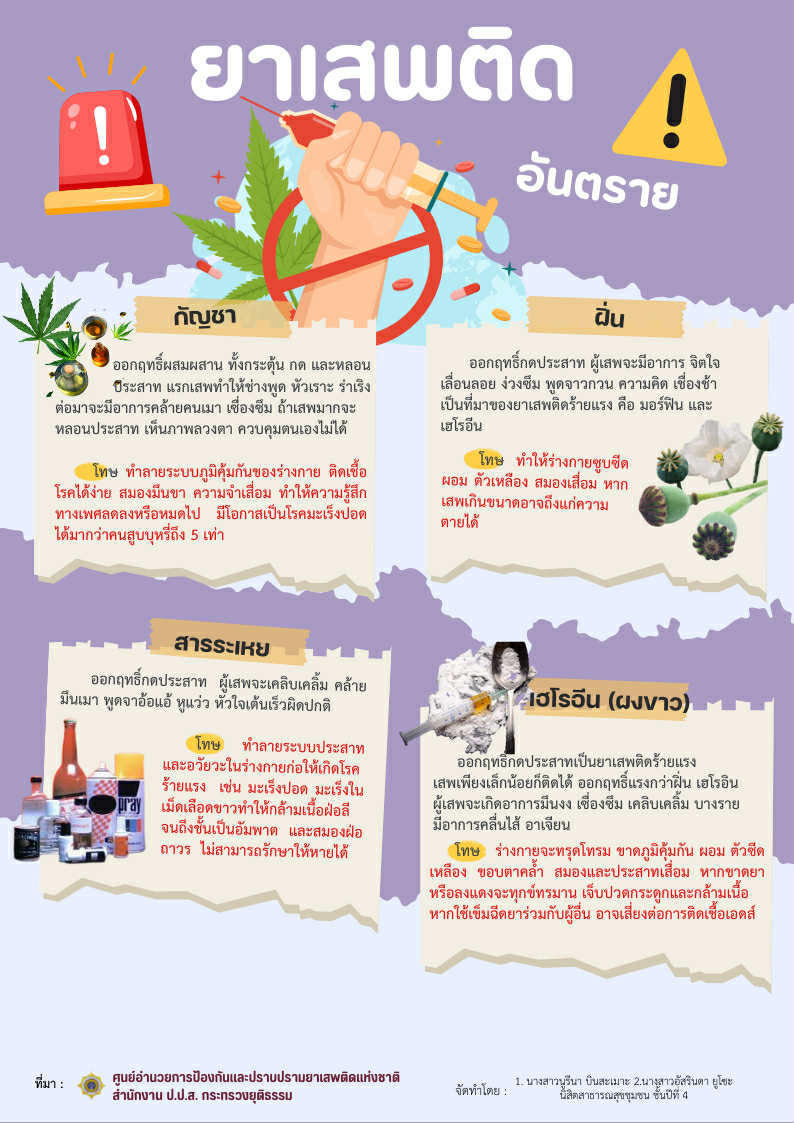 ยาเสพติด
อันตราย
กัญชา
ออกฤทธิ์ผสมผสาน ทั้งกระตุ้น กด และหลอน
ประสาท แรกเสพทำให้ช่างพูด หัวเราะ ร่าเริง
ต่อมาจะมีอาการคล้ายคนเมา เซื่องซึม ถ้าเสพมากจะ
หลอนประสาท เห็นภาพลวงตา ควบคุมตนเองไม่ได้
โทษ ทำลายระบบภูมิคุ้มกันของร่างกาย ติดเชื้อ
โรคได้ง่าย สมองมึนชา ความจำเสื่อม ทำให้ความรู้สึก
ทางเพศลดลงหรือหมดไป มีโอกาสเป็นโรคมะเร็งปอด
ได้มากว่าคนสูบบุหรี่ถึง 5 เท่า
ฝิ่น
ออกฤทธิ์กดประสาท ผู้เสพจะมีอาการ จิตใจ
เลื่อนลอย ง่วงซึม พูดจาวกวน ความคิด เชื่องช้า
เป็นที่มาของยาเสพติดร้ายแรง คือ มอร์ฟิน และ
เฮโรอีน
โทษ ทำให้ร่างกายซูบซีด
ผอม ตัวเหลือง สมองเสื่อม หาก
เสพเกินขนาดอาจถึงแก่ความ
ตายได้
สารระเหย
ออกฤทธิ์กดประสาท ผู้เสพจะเคลิบเคลิ้ม คล้าย
มึนเมา พูดจาอ้อแอ้ หูแว่ว หัวใจเต้นเร็วผิดปกติ
โทษ ทำลายระบบประสาท
และอวัยวะในร่างกายก่อให้เกิดโรค
ร้ายแรง เช่น มะเร็งปอด มะเร็งใน
เม็ดเลือดขาวทำให้กล้ามเนื้อฝ่อลี
จนถึงชั้นเป็นอัมพาต และสมองฝ่อ
ถาวร ไม่สามารถรักษาให้หายได้
pray
เฮโรอีน (ผงขาว)
ออกฤทธิ์กดประสาทเป็นยาเสพติดร้ายแรง
เสพเพียงเล็กน้อยก็ติดได้ ออกฤทธิ์แรงกว่าฝิ่น เฮโรอิน
ผู้เสพจะเกิดอาการมึนงง เซื่องซึม เคลิบเคลิ้ม บางราย
มีอาการคลื่นไส้ อาเจียน
โทษ ร่างกายจะทรุดโทรม ขาดภูมิคุ้มกัน ผอม ตัวซีด
เหลือง ขอบตาคล้ำ สมองและประสาทเสื่อม หากขาดยา
หรือลงแดงจะทุกข์ทรมาน เจ็บปวดกระดูกและกล้ามเนื้อ
หากใช้เข็มฉีดยาร่วมกับผู้อื่น อาจเสี่ยงต่อการติดเชื้อเอดส์
ที่มา :
ศูนย์อำนวยการป้องกันและปราบปรามยาเสพติดแห่งชาติ
สำนักงาน ป.ป.ส. กระทรวงยุติธรรม
จัดทำโดย :
1. นางสาวนูรีนา บินสะเมาะ 2.นางสาวอัสรินดา ยูโซะ
นิสิตสาธารณสุขชุมชน ชั้นปีที่ 4